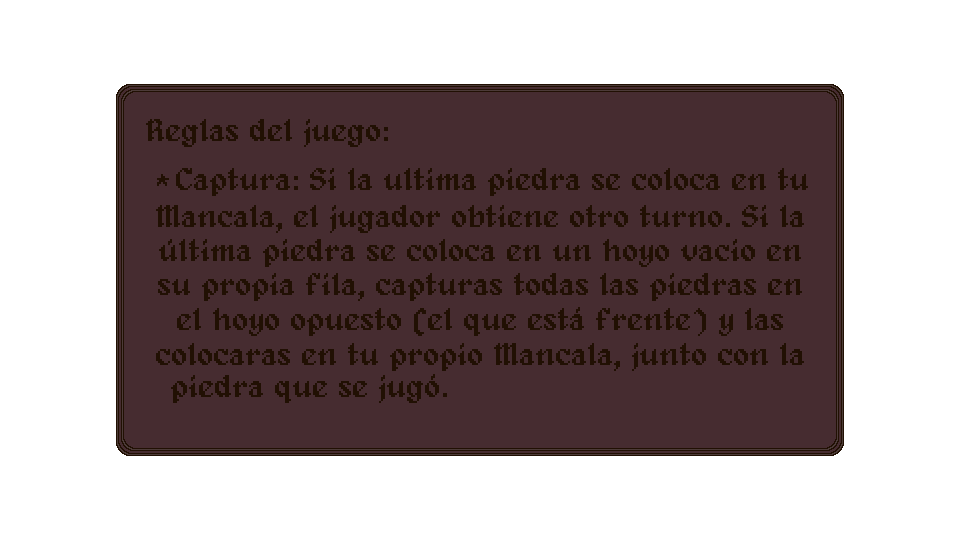 Reglas del juego:
★Captura: Si la ultima piedra se coloca en tu
Mancala, el jugador obtiene otro turno. Si la
última piedra se coloca en un hoyo vacio en
su propia fila, capturas todas las piedras en
el hoyo opuesto (el que está frente) y las
colocaras en tu propio Mancala, junto con la
piedra que se jugó.